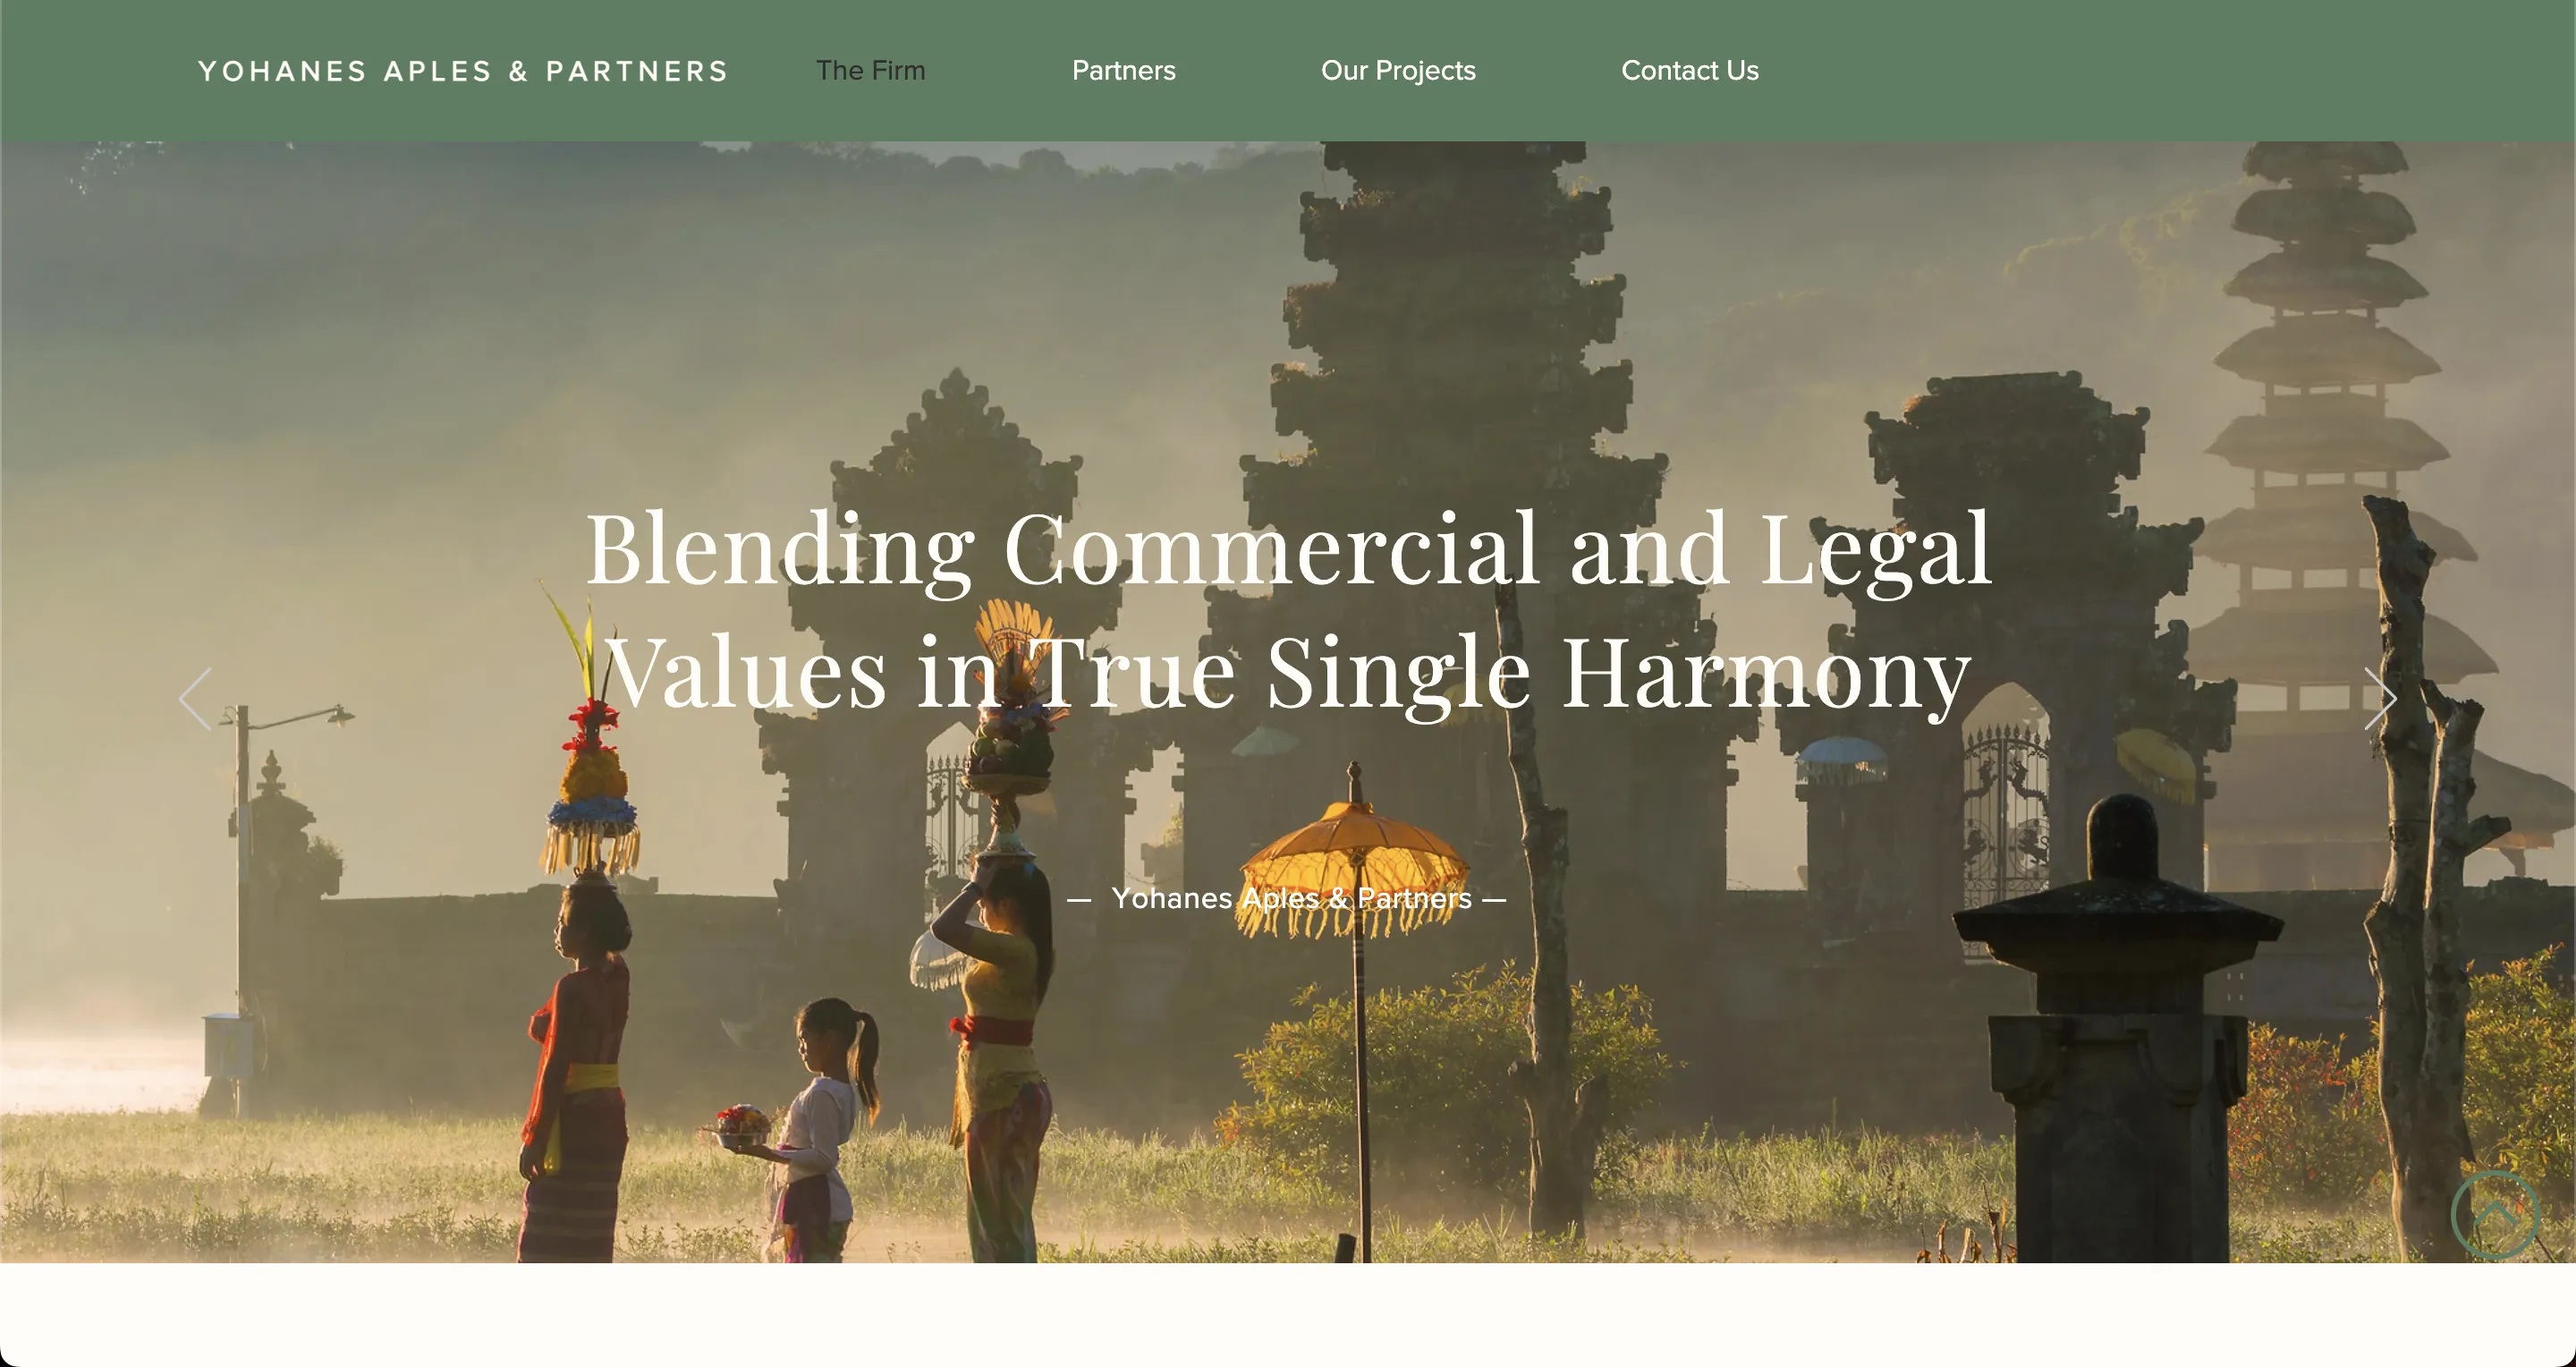 YOHANES APLES & PARTNERS
The Firm
Partners
Our Projects
Contact Us
Blending Commercial and Legal
Values in True Single Harmony
— Yohanes Aples & Partners —